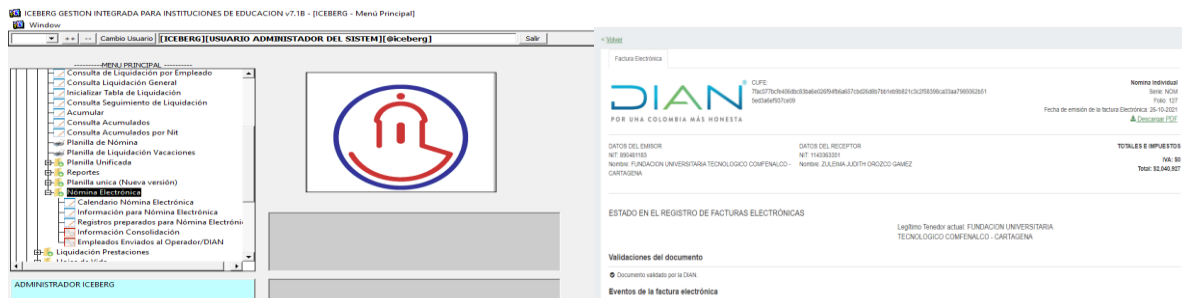 ICEBERG GESTION INTEGRADA PARA INSTITUCIONES DE EDUCACION v7.1B - [ICEBERG - Menú Principal]
Window
++ -- Cambio Usuario [ICEBERG][USUARIO ADMINISTADOR DEL SISTEM][@iceberg] Salir
----------MENU PRINCIPAL ----------
Consulta de Liquidación por Empleado
Consulta Liquidación General
Inicializar Tabla de Liquidación
Consulta Seguimiento de Liquidación
Acumular
Consulta Acumulados
Consulta Acumulados por Nit
Planilla de Nómina
Planilla de Liquidación Vacaciones
Planilla Unificada
Reportes
Planilla unica (Nueva versión)
Nómina Electrónica
Calendario Nómina Electrónica
Información para Nómina Electrónica
Registros preparados para Nómina Electróni
Información Consolidación
Empleados Enviados al Operador/DIAN
Liquidación Prestaciones
ADMINISTRADOR ICEBERG
< Volver
Factura Electrónica
DIAN
POR UNA COLOMBIA MÁS HONESTA
CUFE:
Nomina Individual
Serie: NOM
Folio: 127
Fecha de emisión de la factura Electrónica: 25-10-2021
Descargar PDF
DATOS DEL EMISOR
NIT: 890481183
Nombre: FUNDACION UNIVERSITARIA TECNOLOGICO COMFENALCO - CARTAGENA
DATOS DEL RECEPTOR
NIT: 1143363351
Nombre: ZULEIMA JUDITH OROZCO GAMEZ
TOTALES E IMPUESTOS
IVA: $0
Total: $2,040,927
ESTADO EN EL REGISTRO DE FACTURAS ELECTRÓNICAS
Legítimo Tenedor actual: FUNDACION UNIVERSITARIA
TECNOLOGICO COMFENALCO - CARTAGENA
Validaciones del documento
Documento validado por la DIAN.
Eventos de la factura electrónica